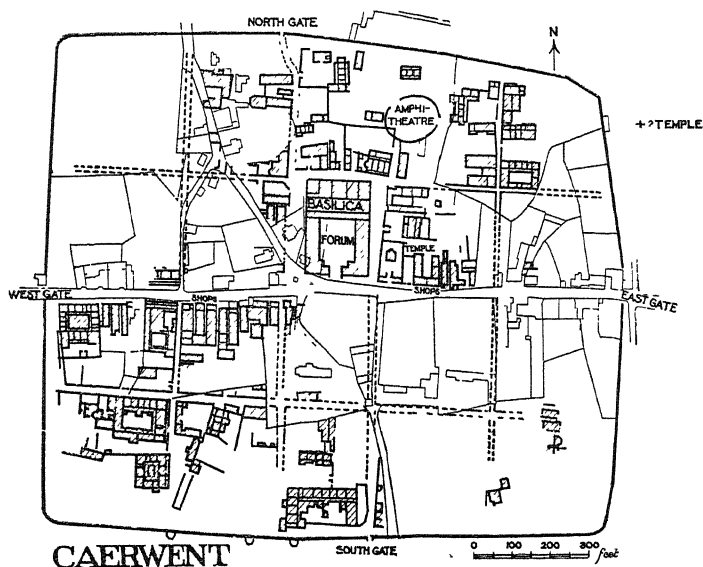 NORTH GATE
N
AMPHI-
THEATRE
+?TEMPLE
BASILICA
FORUM
TEMPLE
WEST GATE
SHOPS
SHOPS
EAST GATE
CAERWENT
SOUTH GATE
0 100 200 300 feet